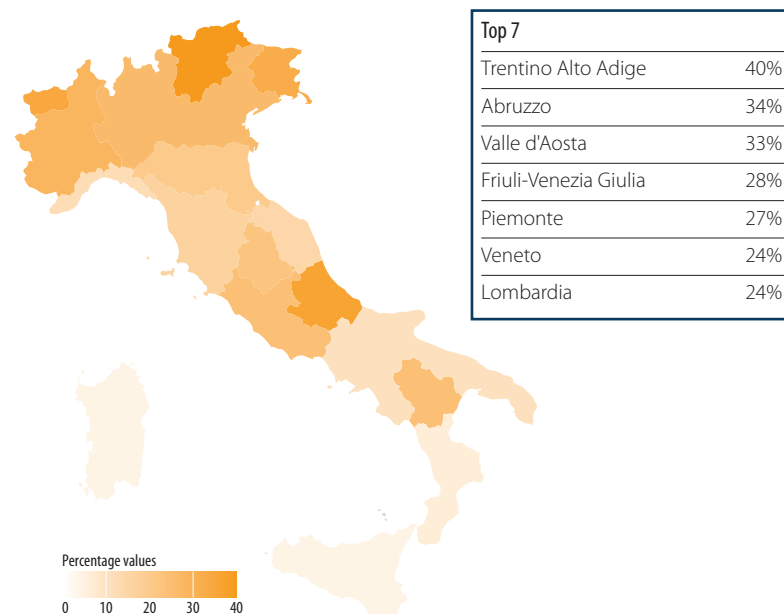 Top 7
Trentino Alto Adige 40%
Abruzzo 34%
Valle d'Aosta 33%
Friuli-Venezia Giulia 28%
Piemonte 27%
Veneto 24%
Lombardia 24%
Percentage values
0 10 20 30 40